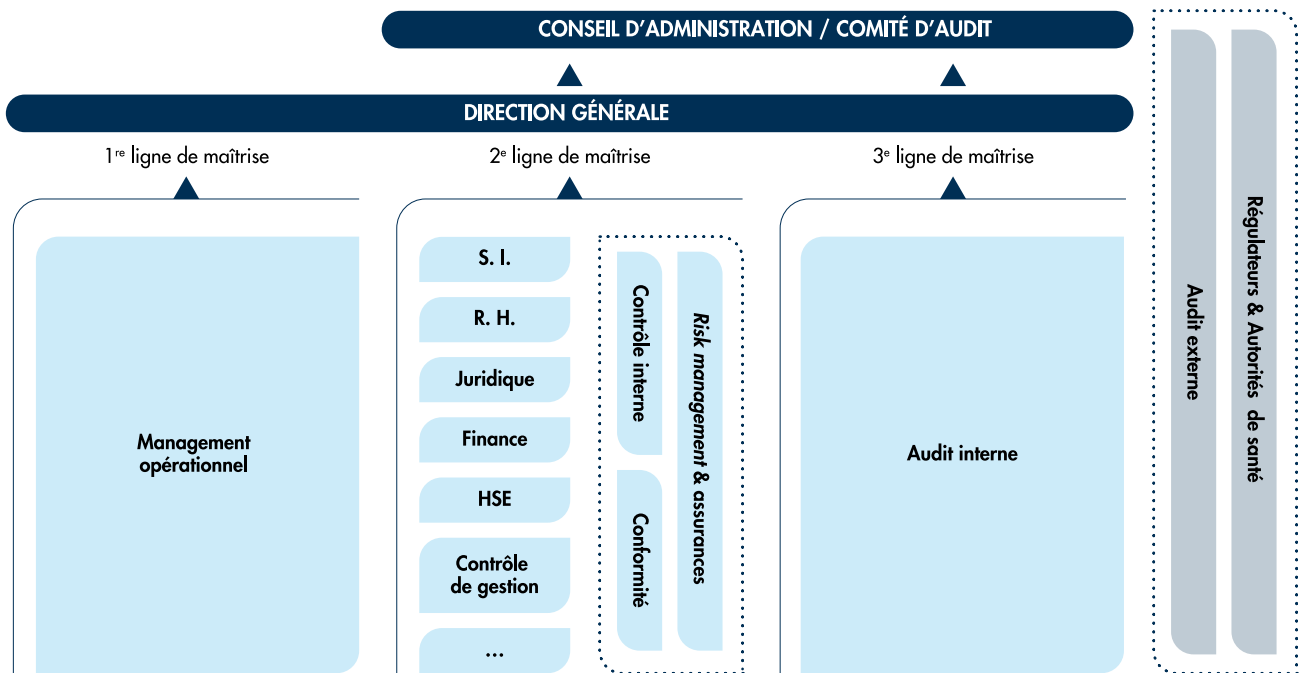 CONSEIL D'ADMINISTRATION / COMITÉ D'AUDIT
DIRECTION GÉNÉRALE
1re ligne de maîtrise
2e ligne de maîtrise
3e ligne de maîtrise
Management
opérationnel
S. I.
R. H.
Juridique
Finance
HSE
Contrôle
de gestion
...
Contrôle interne
Conformité
Risk management & assurances
Audit interne
Audit externe
Régulateurs & Autorités de santé